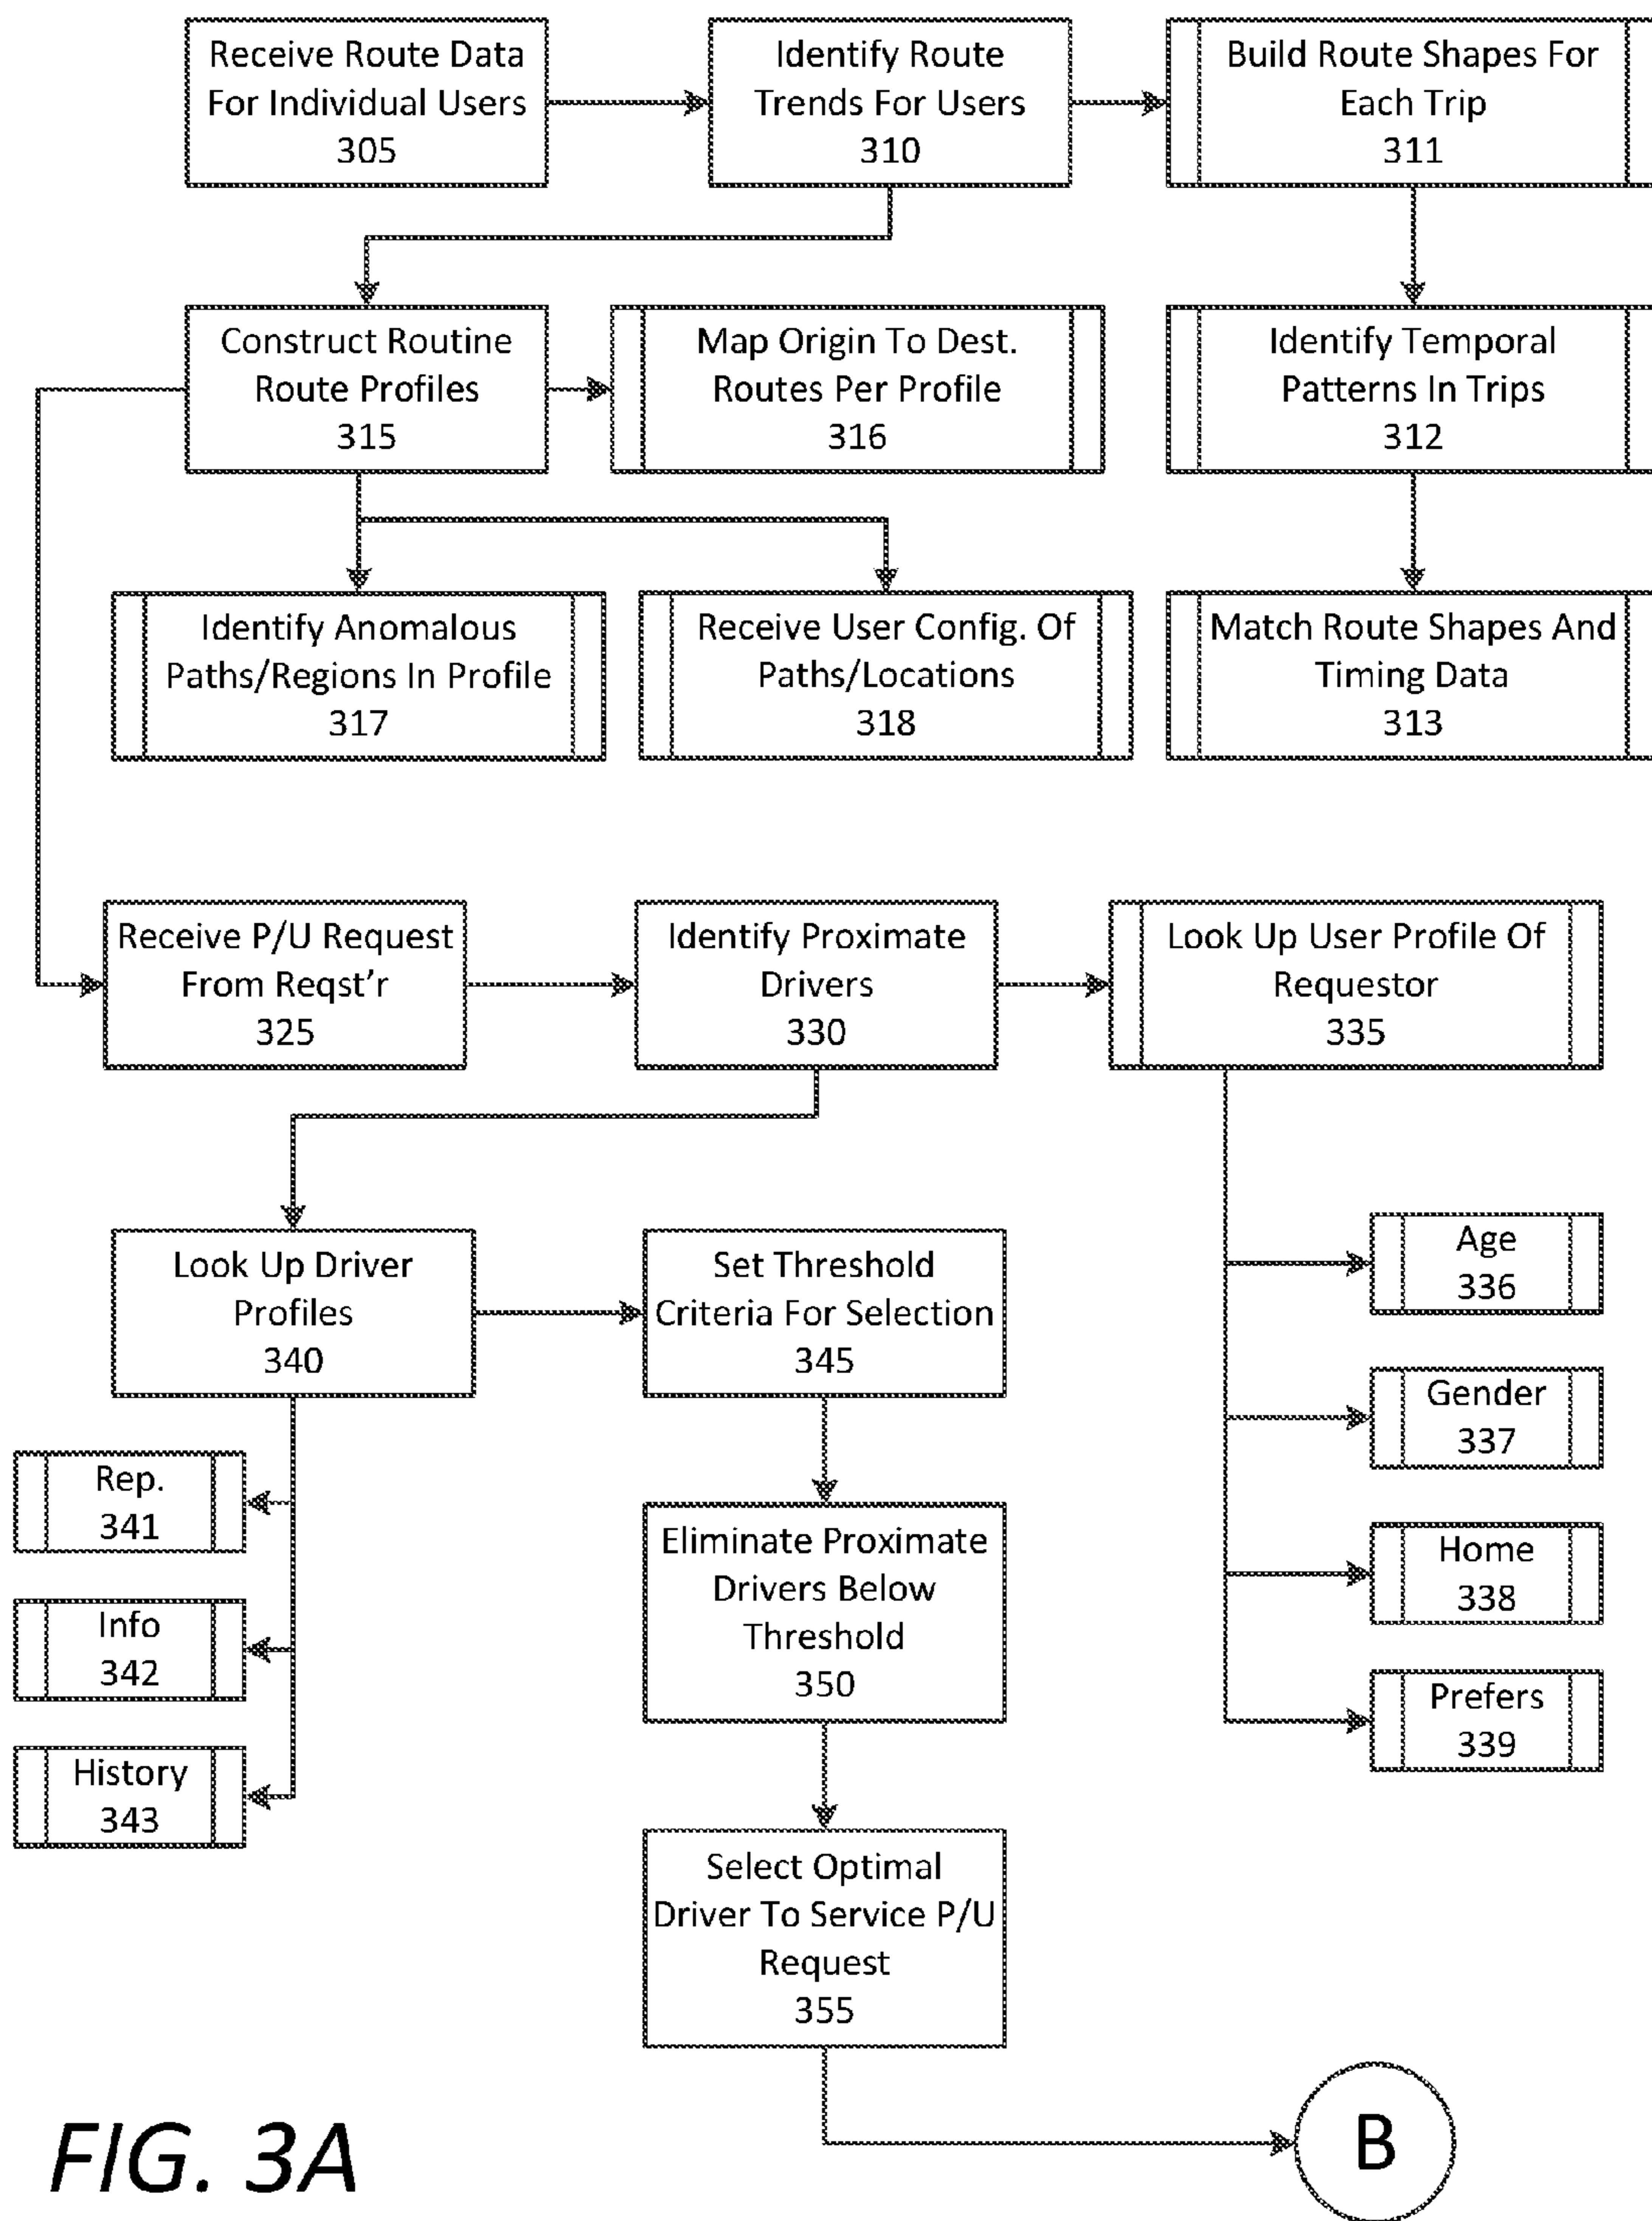 Receive Route Data
For Individual Users
305
Identify Route
Trends For Users
310
Build Route Shapes For
Each Trip
311
Construct Routine
Route Profiles
315
Map Origin To Dest.
Routes Per Profile
316
Identify Temporal
Patterns In Trips
312
Identify Anomalous
Paths/Regions In Profile
317
Receive User Config. Of
Paths/Locations
318
Match Route Shapes And
Timing Data
313
Receive P/U Request
From Reqst’r
325
Identify Proximate
Drivers
330
Look Up User Profile Of
Requestor
335
Look Up Driver
Profiles
340
Set Threshold
Criteria For Selection
345
Age
336
Gender
337
Home
338
Prefers
339
Rep.
341
Info
342
History
343
Eliminate Proximate
Drivers Below
Threshold
350
Select Optimal
Driver To Service P/U
Request
355
B
FIG. 3A